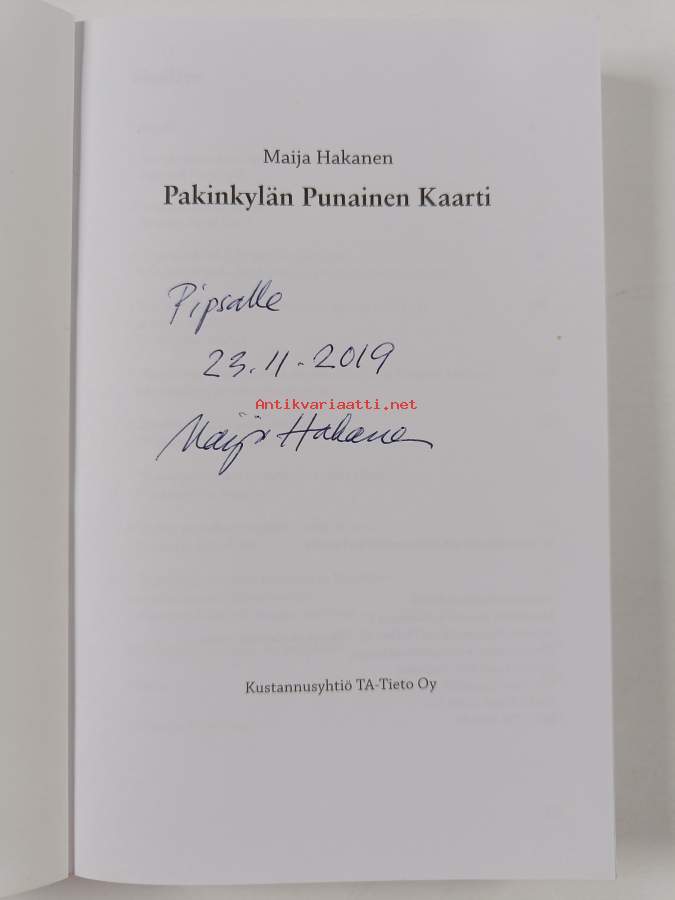 Maija Hakanen
Pakinkylän Punainen Kaarti
Pipsalle
23.11.2019
Antikvariaatti.net
Maija Hakanen
Kustannusyhtiö TA-Tieto Oy